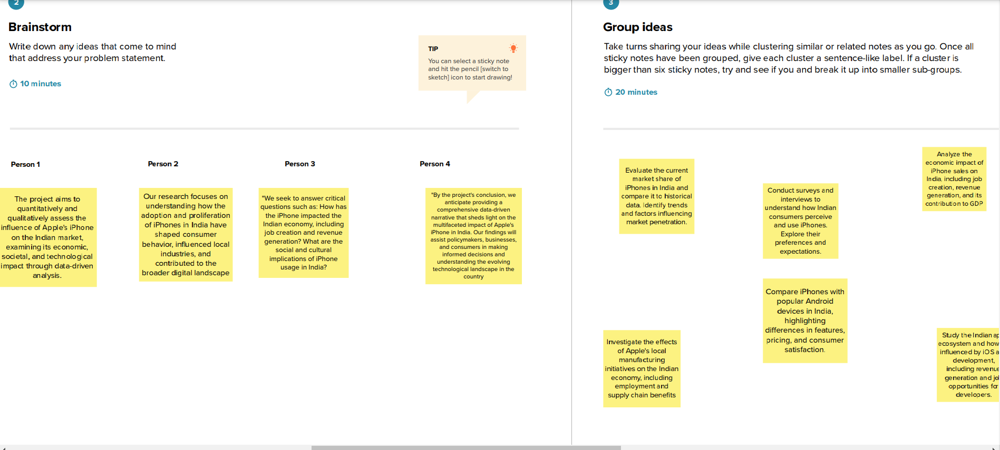 2
Brainstorm
Write down any ideas that come to mind
that address your problem statement.
10 minutes
TIP
You can select a sticky note
and hit the pencil [switch to
sketch] icon to start drawing!
Person 1
Person 2
Person 3
Person 4
The project aims to
quantitatively and
qualitatively assess the
influence of Apple's iPhone
on the Indian market,
examining its economic,
societal, and technological
impact through data-driven
analysis.
Our research focuses on
understanding how the
adoption and proliferation
of iPhones in India have
shaped consumer
behavior, influenced local
industries, and
contributed to the
broader digital landscape
"We seek to answer critical
questions such as: How has
the iPhone impacted the
Indian economy, including
job creation and revenue
generation? What are the
social and cultural
implications of iPhone
usage in India?
"By the project's conclusion, we
anticipate providing a
comprehensive data-driven
narrative that sheds light on the
multifaceted impact of Apple's
iPhone in India. Our findings will
assist policymakers, businesses,
and consumers in making
informed decisions and
understanding the evolving
technological landscape in the
country
3
Group ideas
Take turns sharing your ideas while clustering similar or related notes as you go. Once all
sticky notes have been grouped, give each cluster a sentence-like label. If a cluster is
bigger than six sticky notes, try and see if you and break it up into smaller sub-groups.
20 minutes
Evaluate the current
market share of
iPhones in India and
compare it to historical
data. Identify trends
and factors influencing
market penetration.
Conduct surveys and
interviews to
understand how Indian
consumers perceive
and use iPhones.
Explore their
preferences and
expectations.
Analyze the
economic impact of
iPhone sales on
India, including job
creation, revenue
generation, and its
contribution to GDP
Compare iPhones with
popular Android
devices in India,
highlighting
differences in features,
pricing, and consumer
satisfaction.
Investigate the effects
of Apple's local
manufacturing
initiatives on the Indian
economy, including
employment and
supply chain benefits
Study the Indian
ecosystem and how
influenced by iOS
development,
including revenue
generation and
opportunities for
developers.